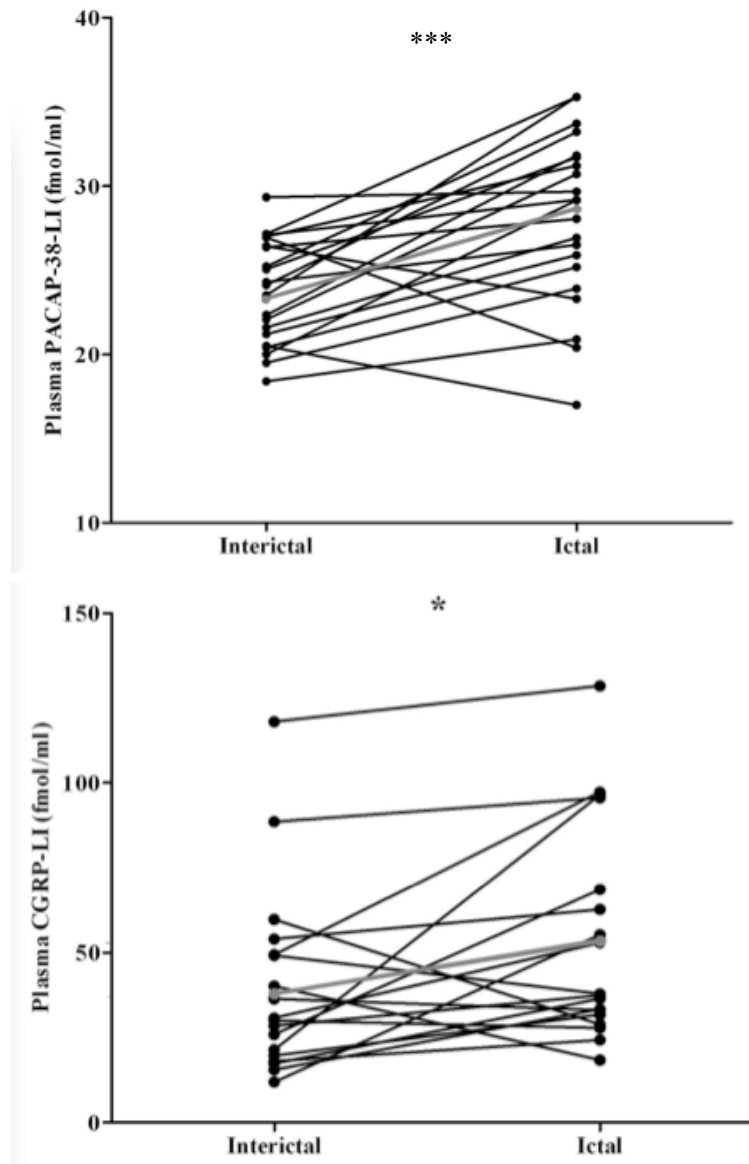 40
***
30
20
10
Plasma PACAP-38-LI (fmol/ml)
Interictal
Ictal
150
*
100
50
0
Plasma CGRP-LI (fmol/ml)
Interictal
Ictal